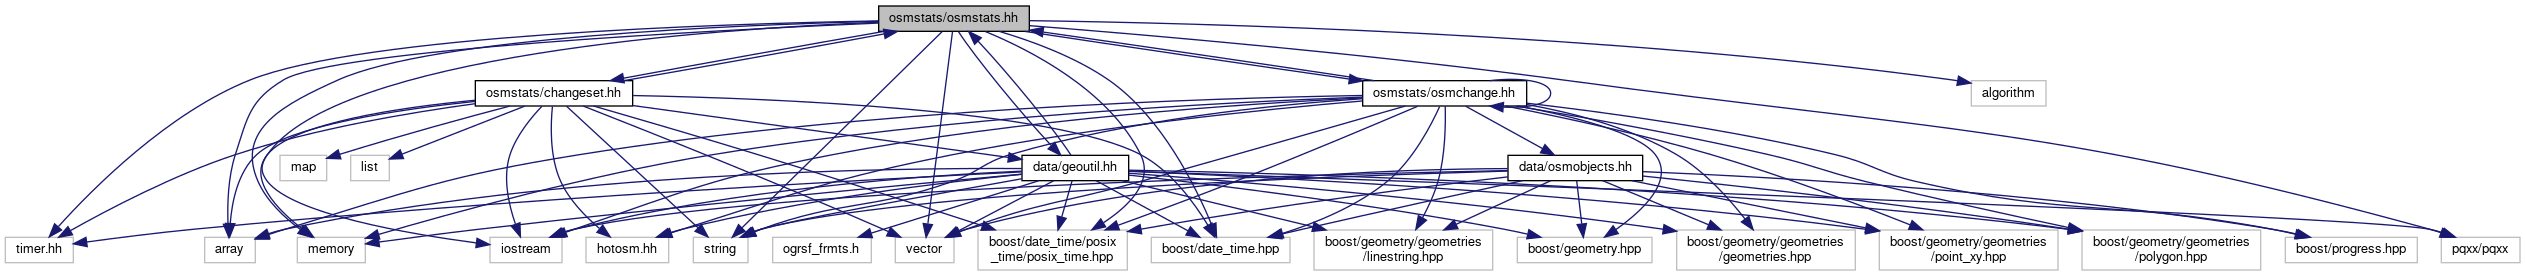 osmstats/osmstats.hh
osmstats/changeset.hh
osmstats/osmchange.hh
algorithm
map
list
data/geoutil.hh
data/osmobjects.hh
timer.hh
array
memory
iostream
hotosm.hh
string
ogrsf_frmts.h
vector
boost/date_time/posix
_time/posix_time.hpp
boost/date_time.hpp
boost/geometry/geometries
/linestring.hpp
boost/geometry.hpp
boost/geometry/geometries
/geometries.hpp
boost/geometry/geometries
/point_xy.hpp
boost/geometry/geometries
/polygon.hpp
boost/progress.hpp
pqxx/pqxx